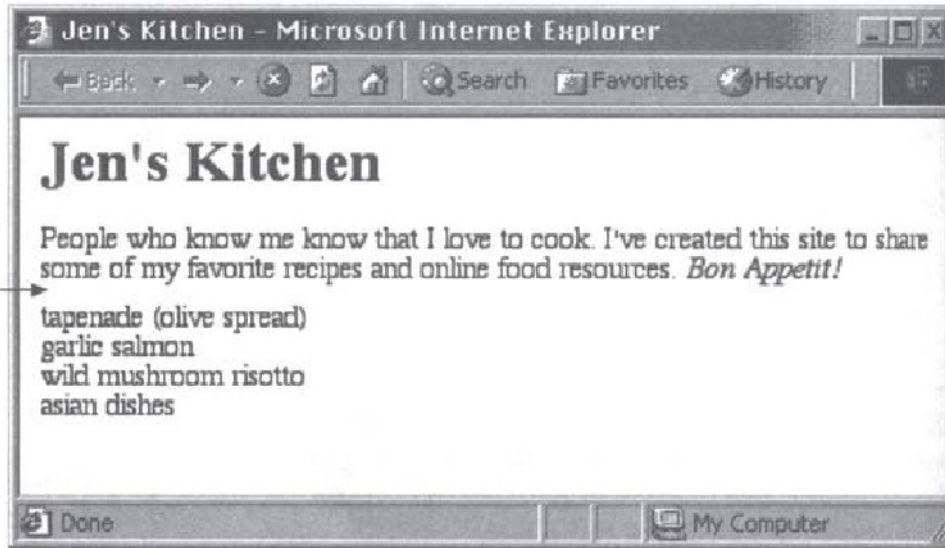 Jen's Kitchen - Microsoft Internet Explorer
Back Search Favorites History
Jen's Kitchen
People who know me know that I love to cook. I've created this site to share
some of my favorite recipes and online food resources. Bon Appetit!
tapenade (olive spread)
garlic salmon
wild mushroom risotto
asian dishes
Done My Computer